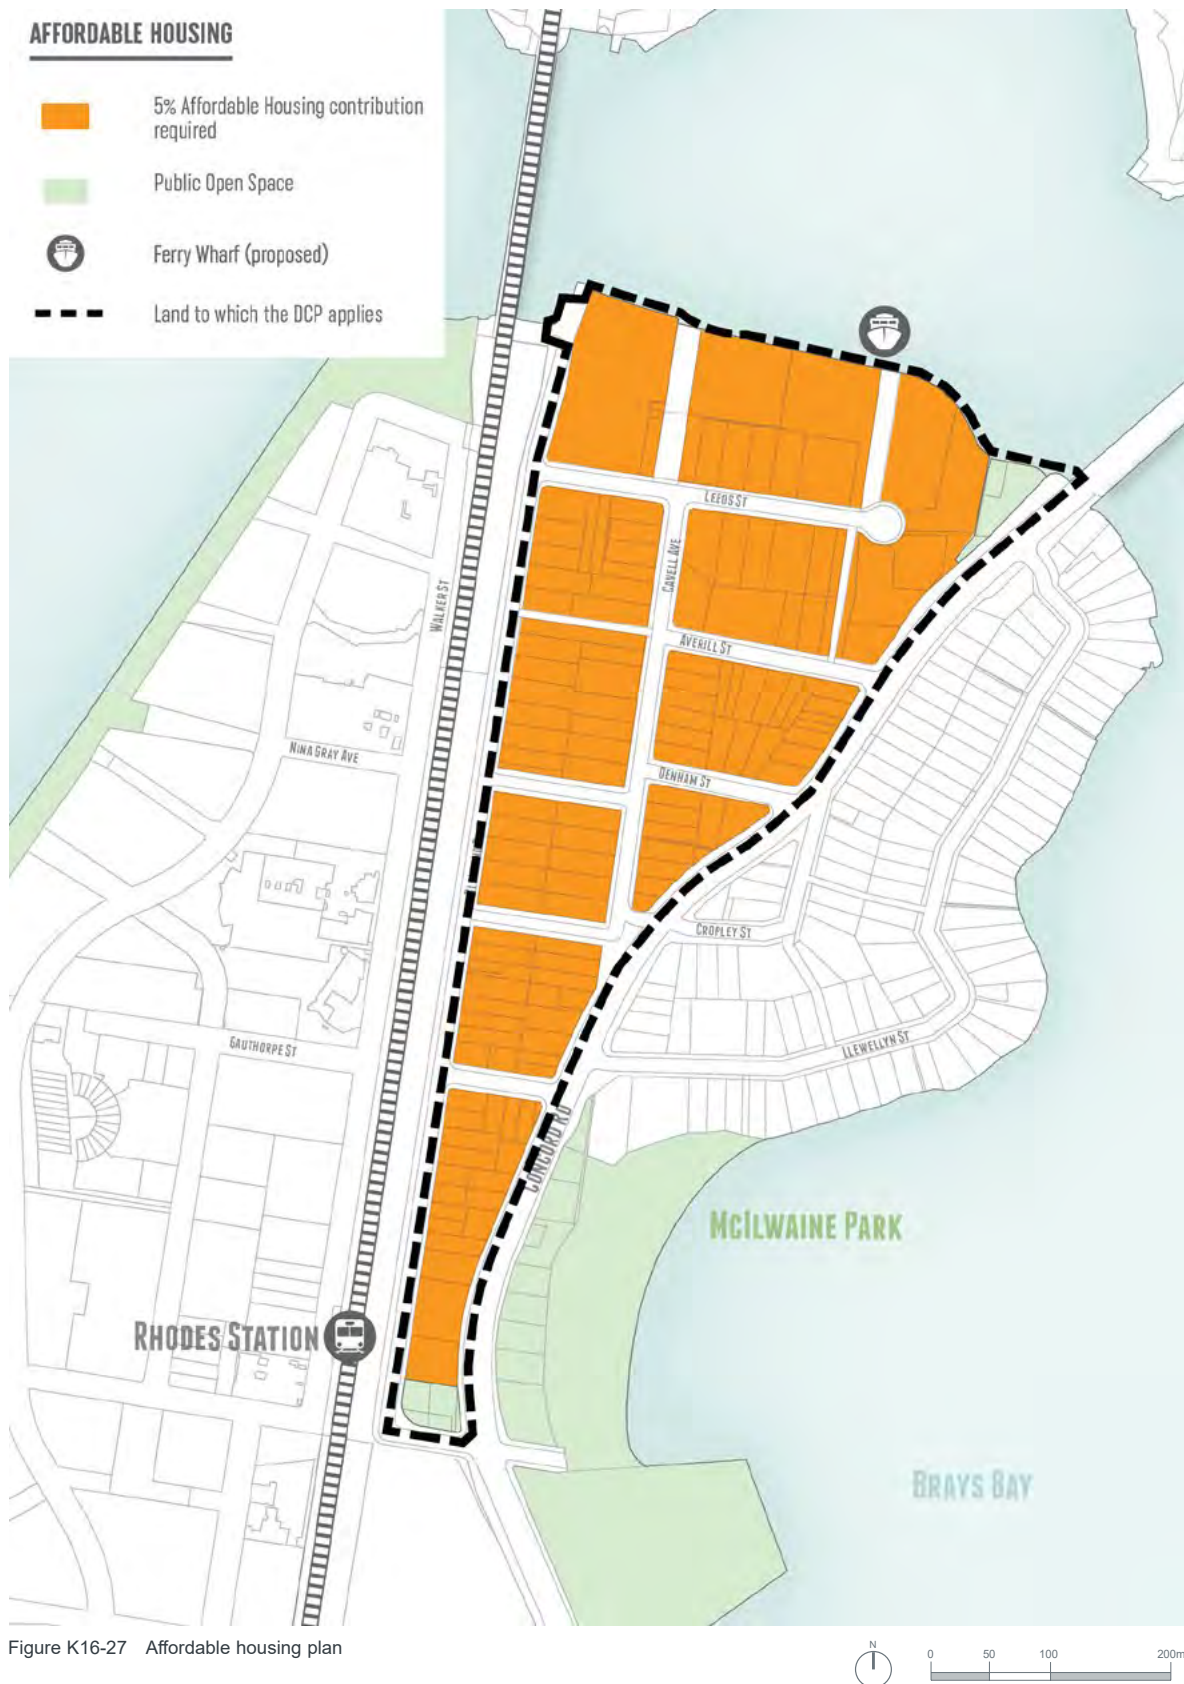 AFFORDABLE HOUSING
5% Affordable Housing contribution
required
Public Open Space
Ferry Wharf (proposed)
Land to which the DCP applies
LEEDS ST
CAVELL AVE
WALKER ST
AVERILL ST
NINA GRAY AVE
DENHAM ST
CROPLEY ST
GAUTHORPE ST
LLEWELLYN ST
CONCORD RD
MCILWAINE PARK
RHODES STATION
BRAYS BAY
Figure K16-27 Affordable housing plan
N
0 50 100 200m